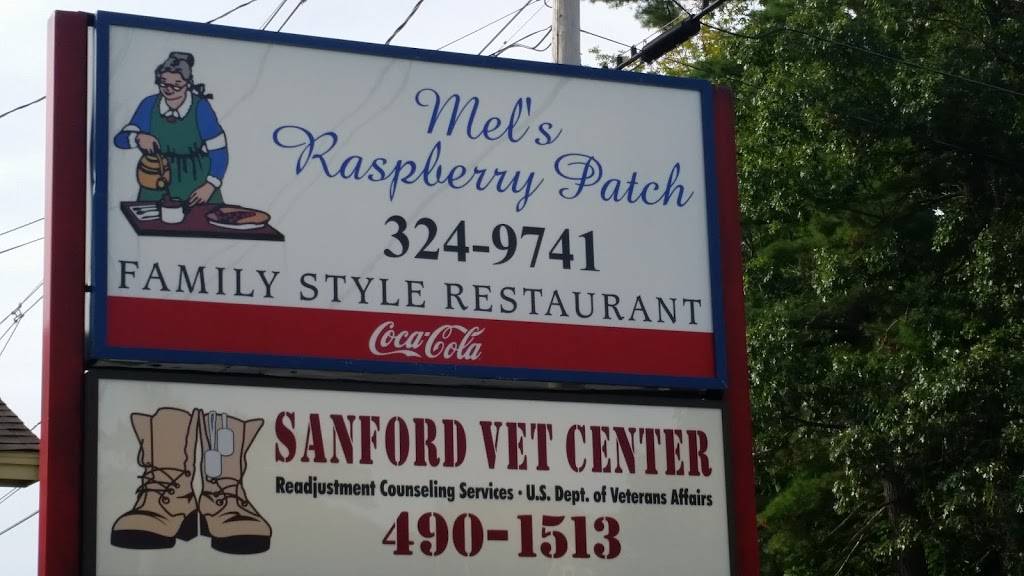 Mel's
Raspberry Patch
324-9741
FAMILY STYLE RESTAURANT
Coca-Cola
SANFORD VET CENTER
Readjustment Counseling Services · U.S. Dept. of Veterans Affairs
490-1513